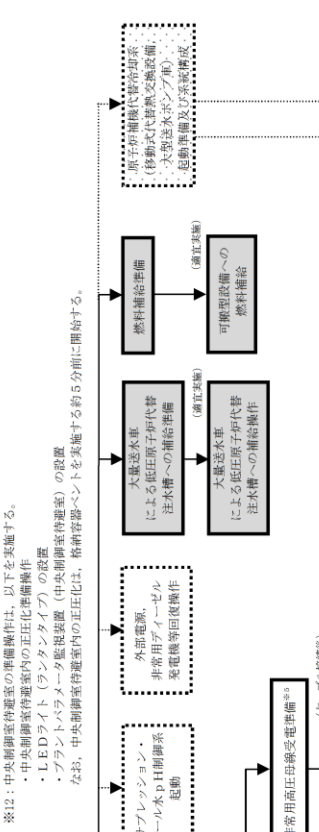 ※12：中央制御室待避室の準備操作は，以下を実施する。
・中央制御室待避室内の正圧化準備操作
・ＬＥＤライト（ランタンタイプ）の設置
・プラントパラメータ監視装置（中央制御室待避室）の設置
なお，中央制御室待避室内の正圧化は，格納容器ベントを実施する約５分前に開始する。
サプレッション・
ール水ｐＨ制御系
起動
外部電源，
非常用ディーゼル
発電機等回復操作
大量送水車
による低圧原子炉代替
注水槽への補給準備
(適宜実施)
大量送水車
による低圧原子炉代替
注水槽への補給操作
燃料補給準備
(適宜実施)
可搬型設備への
燃料補給
原子炉補機代替冷却系
(移動式代替熱交換設備，
大型送水ポンプ車)
起動準備及び系統構成
非常用高圧母線受電準備※５